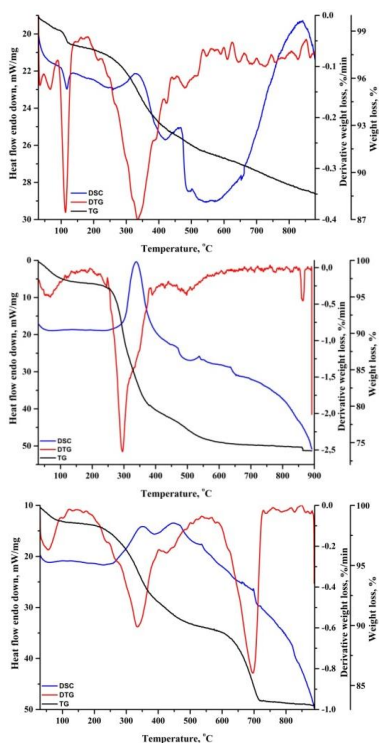 20
22
24
26
28
30
Heat flow endo down, mW/mg
DSC
DTG
TG
100 200 300 400 500 600 700 800
Temperature, °C
0,0
-0,1
-0,2
-0,3
-0,4
Derivative weight loss, %/min
99
96
93
90
87
Weight loss, %
0
10
20
30
40
50
Heat flow endo down, mW/mg
DSC
DTG
TG
100 200 300 400 500 600 700 800 900
Temperature, °C
0,0
-0,5
-1,0
-1,5
-2,0
-2,5
Derivative weight loss, %/min
100
95
90
85
80
75
Weight loss, %
10
20
30
40
50
Heat flow endo down, mW/mg
DSC
DTG
TG
100 200 300 400 500 600 700 800
Temperature, °C
0,0
-0,2
-0,4
-0,6
-0,8
-1,0
Derivative weight loss, %/min
100
95
90
85
Weight loss, %